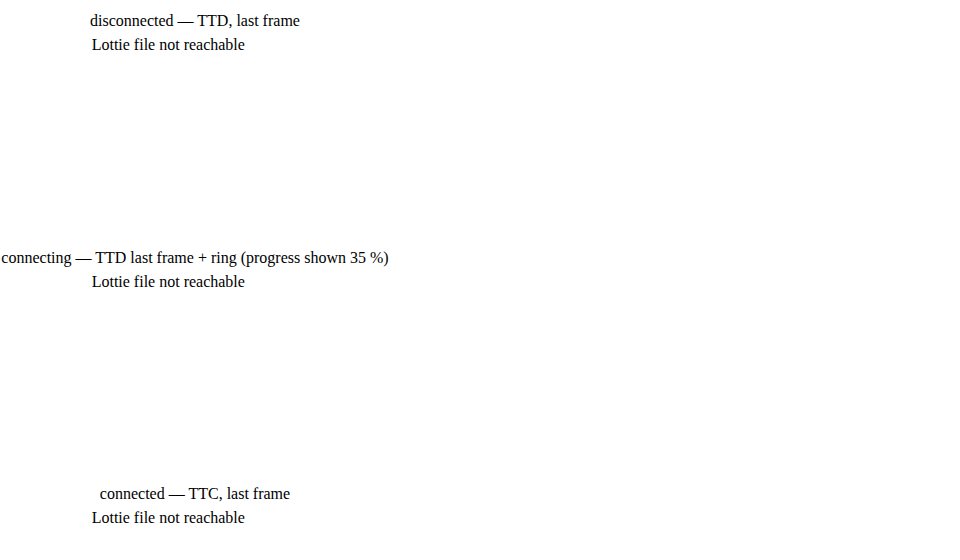 disconnected — TTD, last frame
Lottie file not reachable
connecting — TTD last frame + ring (progress shown 35 %)
Lottie file not reachable
connected — TTC, last frame
Lottie file not reachable